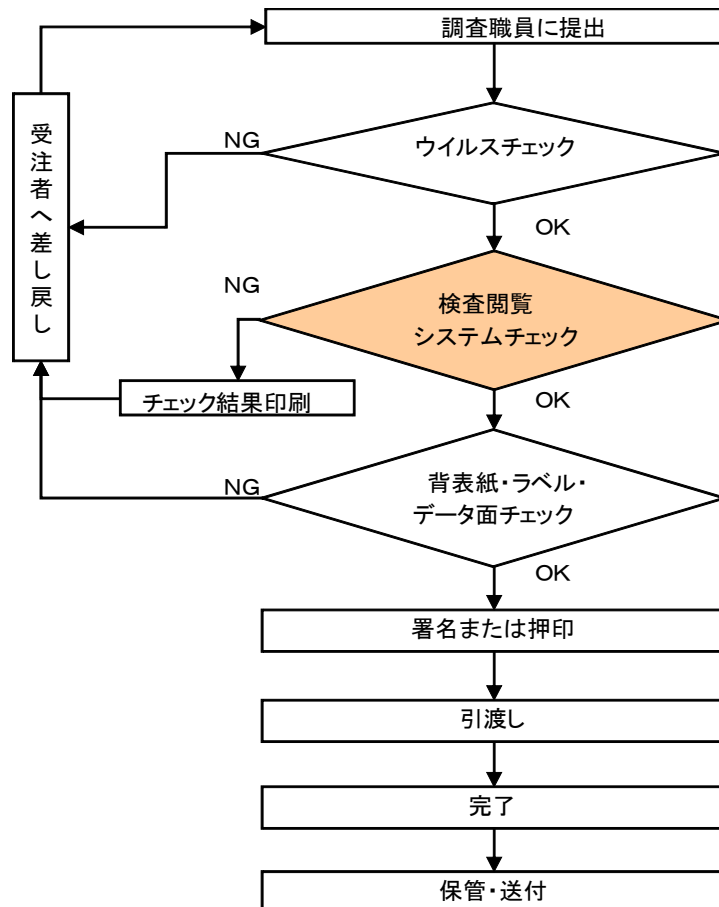 調査職員に提出
ウイルスチェック
NG
OK
受注者へ差し戻し
検査閲覧
システムチェック
NG
OK
チェック結果印刷
背表紙・ラベル・
データ面チェック
NG
OK
署名または押印
引渡し
完了
保管・送付